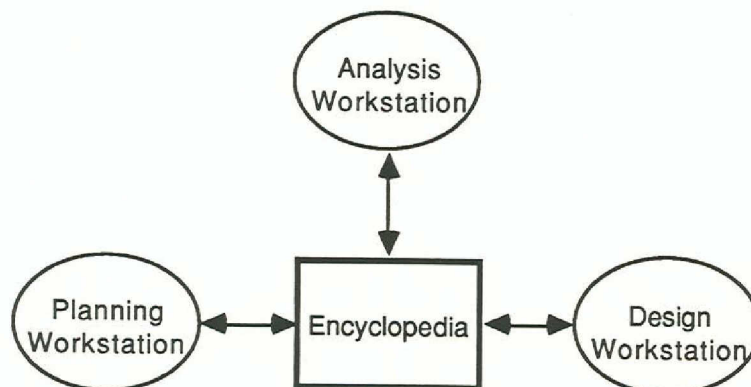 Analysis
Workstation
Planning
Workstation
Encyclopedia
Design
Workstation